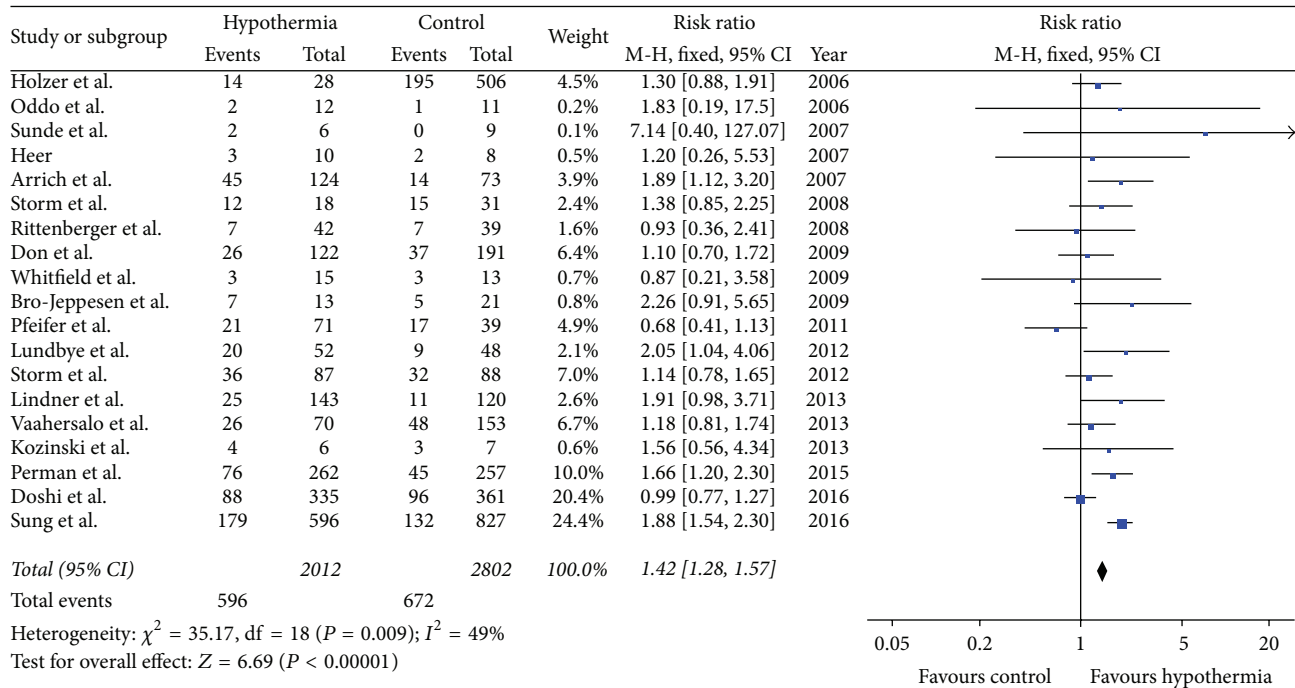 Study or subgroup Hypothermia Control Weight Risk ratio Risk ratio
Events Total Events Total M-H, fixed, 95% CI Year M-H, fixed, 95% CI
Holzer et al. 14 28 195 506 4.5% 1.30 [0.88, 1.91] 2006
Oddo et al. 2 12 1 11 0.2% 1.83 [0.19, 17.5] 2006
Sunde et al. 2 6 0 9 0.1% 7.14 [0.40, 127.07] 2007
Heer 3 10 2 8 0.5% 1.20 [0.26, 5.53] 2007
Arrich et al. 45 124 14 73 3.9% 1.89 [1.12, 3.20] 2007
Storm et al. 12 18 15 31 2.4% 1.38 [0.85, 2.25] 2008
Rittenberger et al. 7 42 7 39 1.6% 0.93 [0.36, 2.41] 2008
Don et al. 26 122 37 191 6.4% 1.10 [0.70, 1.72] 2009
Whitfield et al. 3 15 3 13 0.7% 0.87 [0.21, 3.58] 2009
Bro-Jeppesen et al. 7 13 5 21 0.8% 2.26 [0.91, 5.65] 2009
Pfeifer et al. 21 71 17 39 4.9% 0.68 [0.41, 1.13] 2011
Lundbye et al. 20 52 9 48 2.1% 2.05 [1.04, 4.06] 2012
Storm et al. 36 87 32 88 7.0% 1.14 [0.78, 1.65] 2012
Lindner et al. 25 143 11 120 2.6% 1.91 [0.98, 3.71] 2013
Vaahersalo et al. 26 70 48 153 6.7% 1.18 [0.81, 1.74] 2013
Kozinski et al. 4 6 3 7 0.6% 1.56 [0.56, 4.34] 2013
Perman et al. 76 262 45 257 10.0% 1.66 [1.20, 2.30] 2015
Doshi et al. 88 335 96 361 20.4% 0.99 [0.77, 1.27] 2016
Sung et al. 179 596 132 827 24.4% 1.88 [1.54, 2.30] 2016
Total (95% CI) 2012 2802 100.0% 1.42 [1.28, 1.57]
Total events 596 672
Heterogeneity: χ² = 35.17, df = 18 (P = 0.009); I² = 49%
Test for overall effect: Z = 6.69 (P < 0.00001)
0.05 0.2 1 5 20
Favours control Favours hypothermia